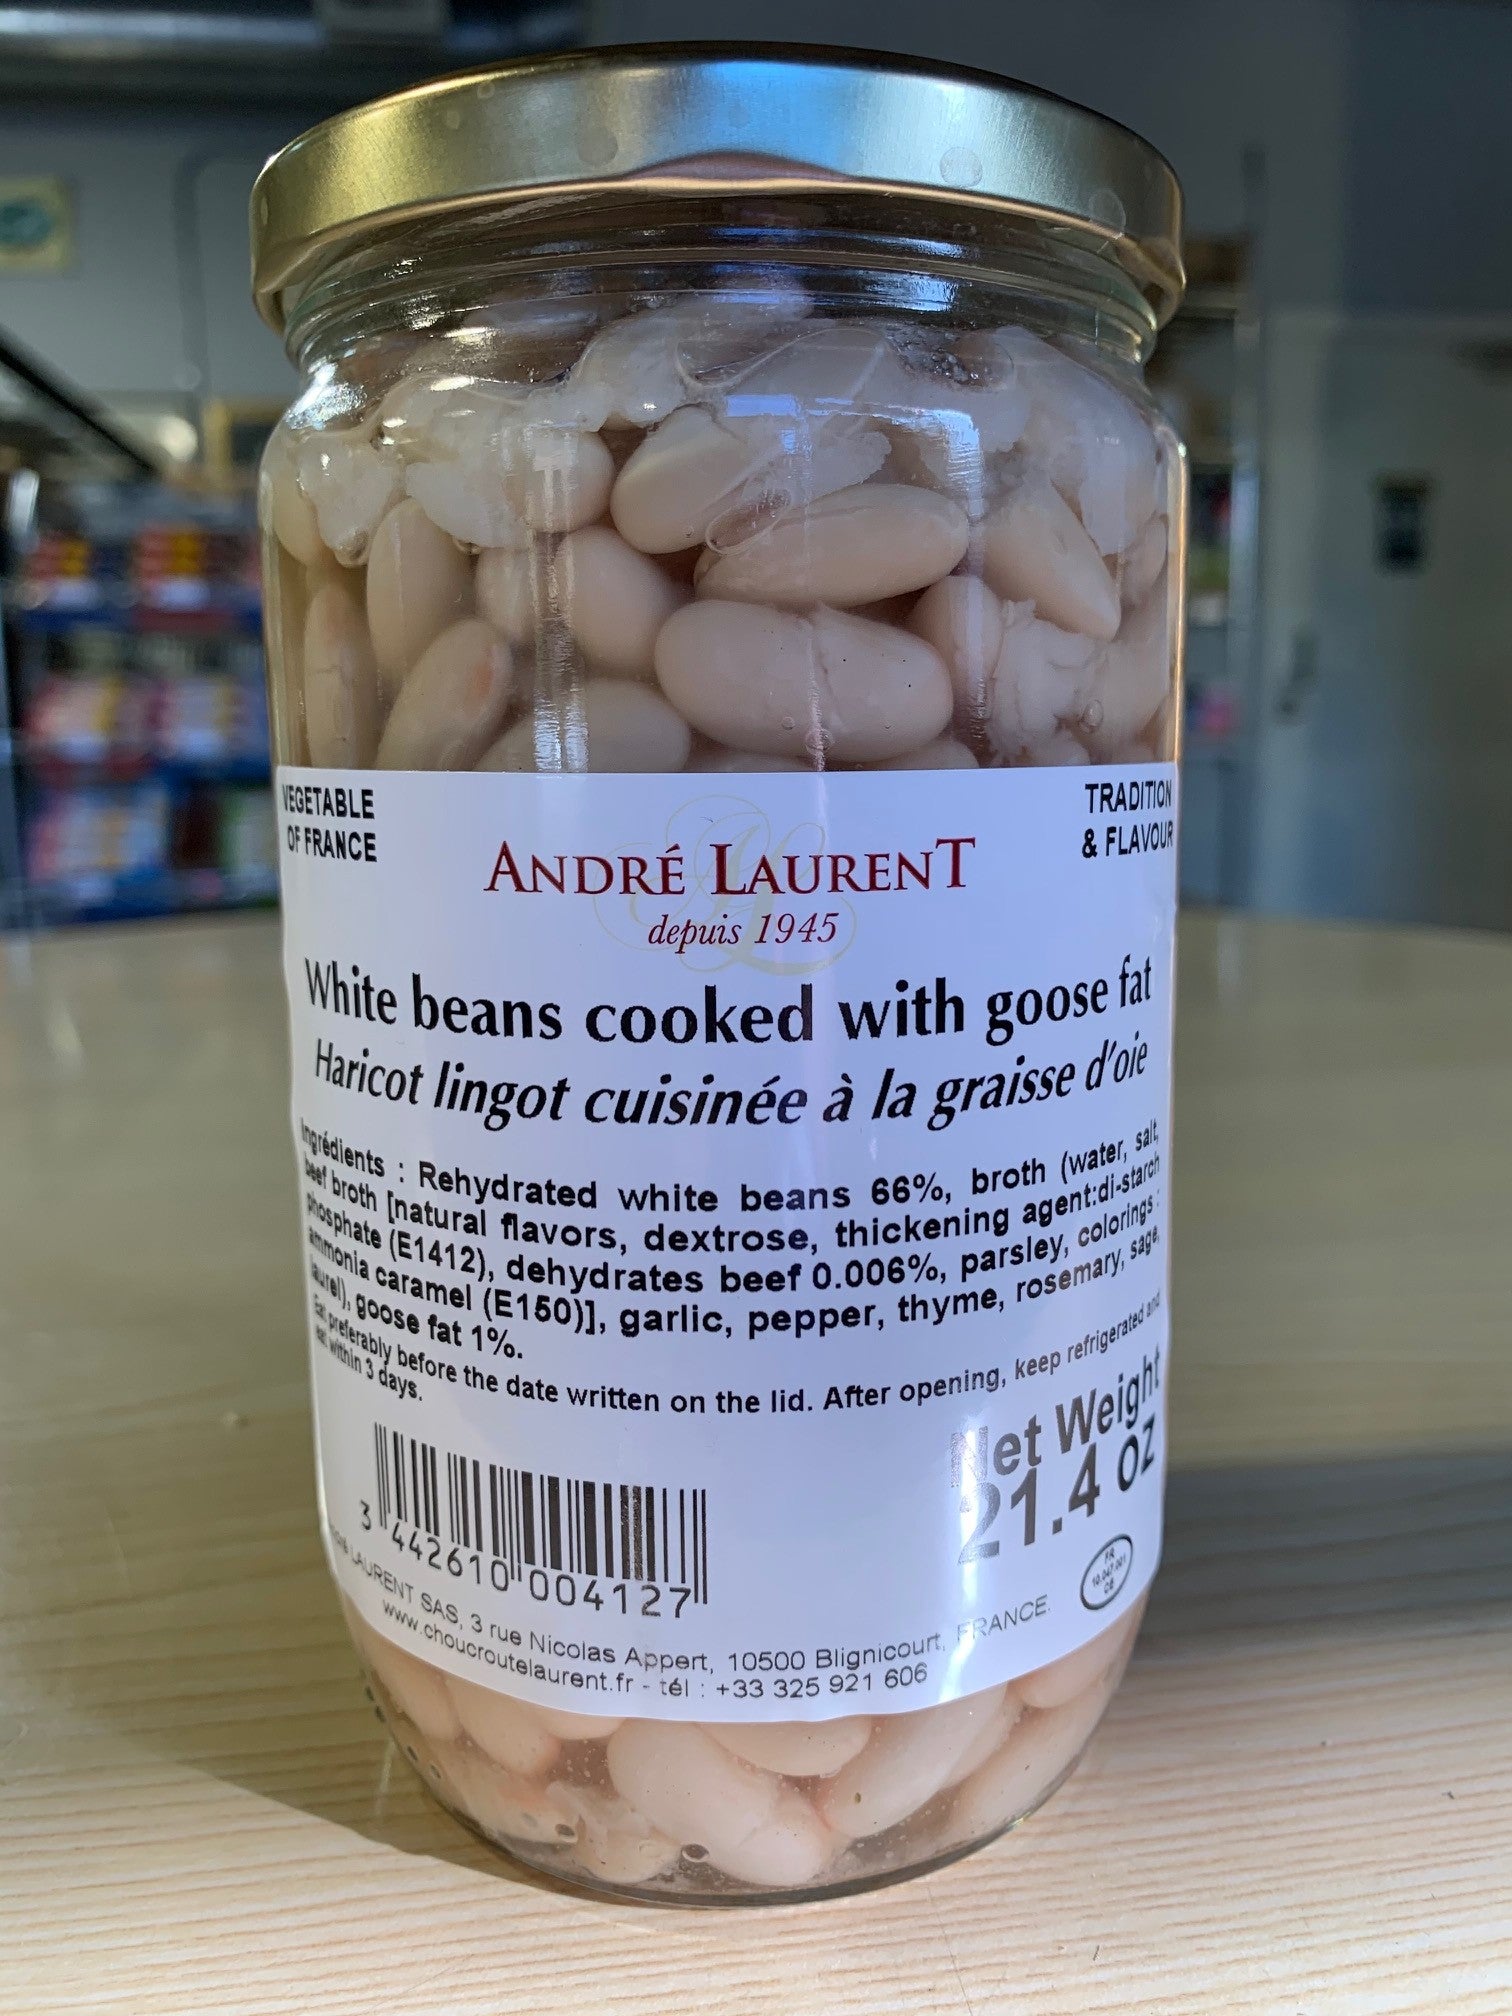 VEGETABLE
OF FRANCE
TRADITION
& FLAVOUR
ANDRÉ LAURENT
depuis 1945
White beans cooked with goose fat
Haricot lingot cuisinée à la graisse d'oie
Ingrédients : Rehydrated white beans 66%, broth (water, salt,
beef broth [natural flavors, dextrose, thickening agent:di-starch
phosphate (E1412), dehydrates beef 0.006%, parsley, colorings :
ammonia caramel (E150)], garlic, pepper, thyme, rosemary, sage,
laurel), goose fat 1%.
Eat preferably before the date written on the lid. After opening, keep refrigerated and
eat within 3 days.
Net Weight
21.4 oz
3 442610 004127
LAURENT SAS, 3 rue Nicolas Appert, 10500 Blignicourt, FRANCE.
www.choucroutelaurent.fr - tél : +33 325 921 606
FR
10.047.001
CE